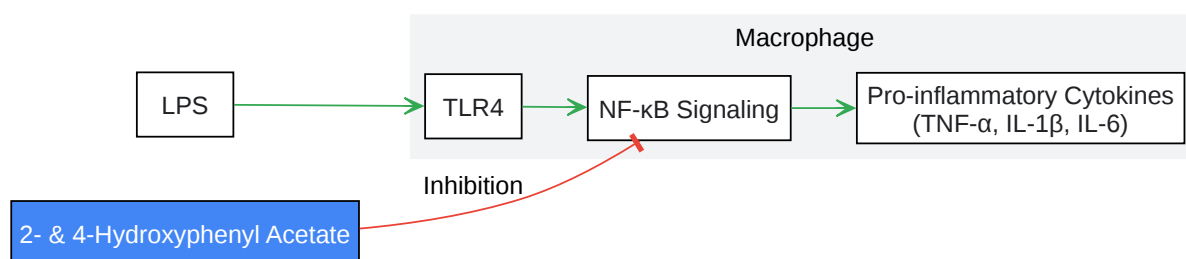 Macrophage
LPS
TLR4
NF-κB Signaling
Pro-inflammatory Cytokines
(TNF-α, IL-1β, IL-6)
Inhibition
2- & 4-Hydroxyphenyl Acetate